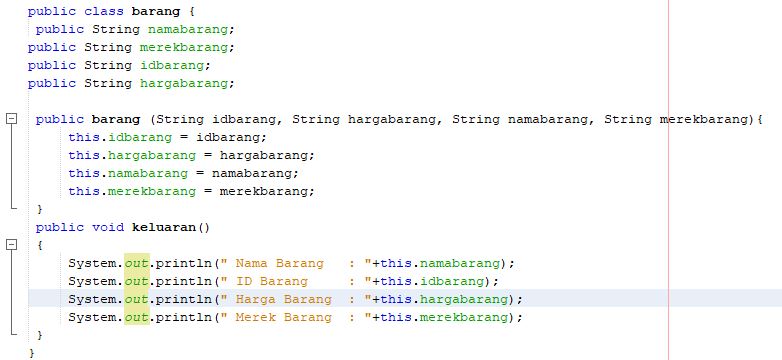 public class barang {
public String namabarang;
public String merekbarang;
public String idbarang;
public String hargabarang;
public barang (String idbarang, String hargabarang, String namabarang, String merekbarang){
this.idbarang = idbarang;
this.hargabarang = hargabarang;
this.namabarang = namabarang;
this.merekbarang = merekbarang;
}
public void keluaran()
{
System.out.println(" Nama Barang   : "+this.namabarang);
System.out.println(" ID Barang     : "+this.idbarang);
System.out.println(" Harga Barang  : "+this.hargabarang);
System.out.println(" Merek Barang  : "+this.merekbarang);
}
}